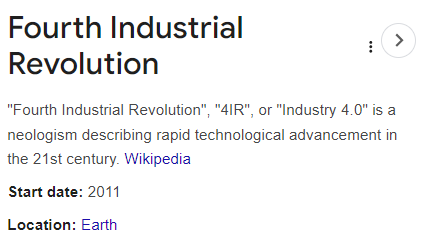 Fourth Industrial
Revolution
"Fourth Industrial Revolution", "4IR", or "Industry 4.0" is a
neologism describing rapid technological advancement in
the 21st century. Wikipedia
Start date: 2011
Location: Earth